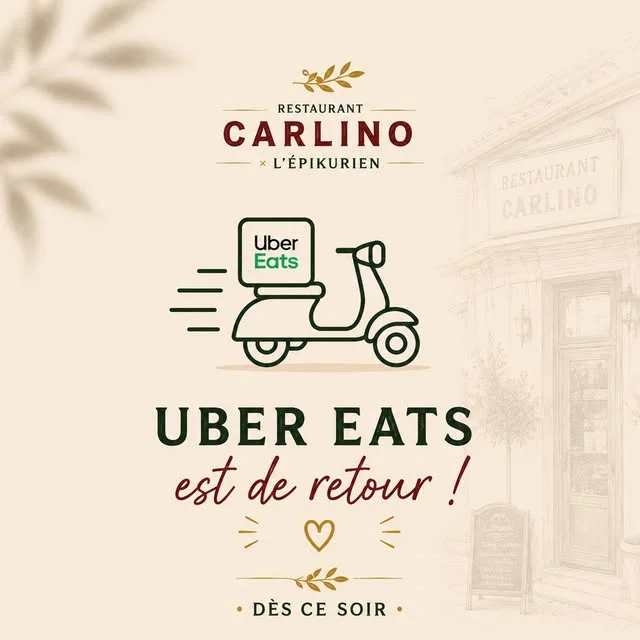 RESTAURANT
CARLINO
× L'ÉPIKURIEN
Uber
Eats
UBER EATS
est de retour !
• DÈS CE SOIR •
RESTAURANT
CARLINO